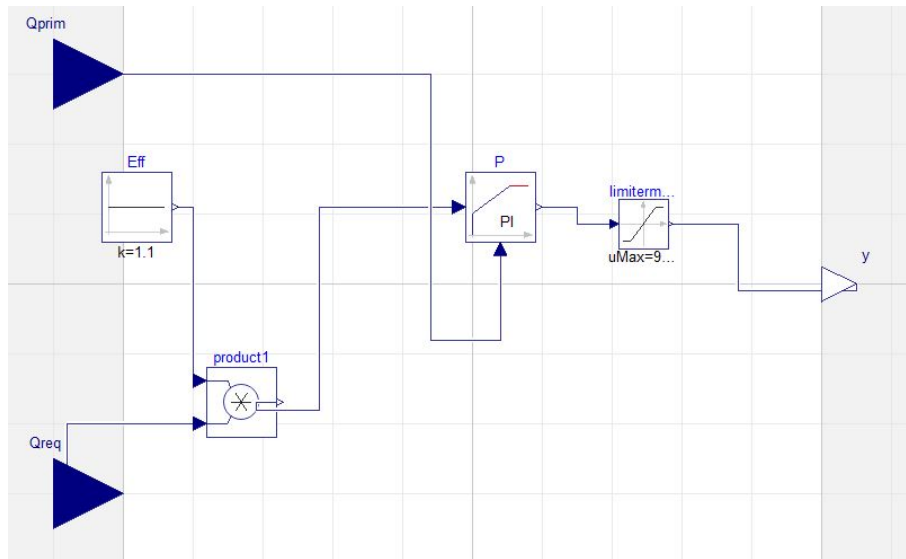 Qprim
Eff
k=1.1
P
PI
limiterm...
uMax=9...
y
product1
Qreq